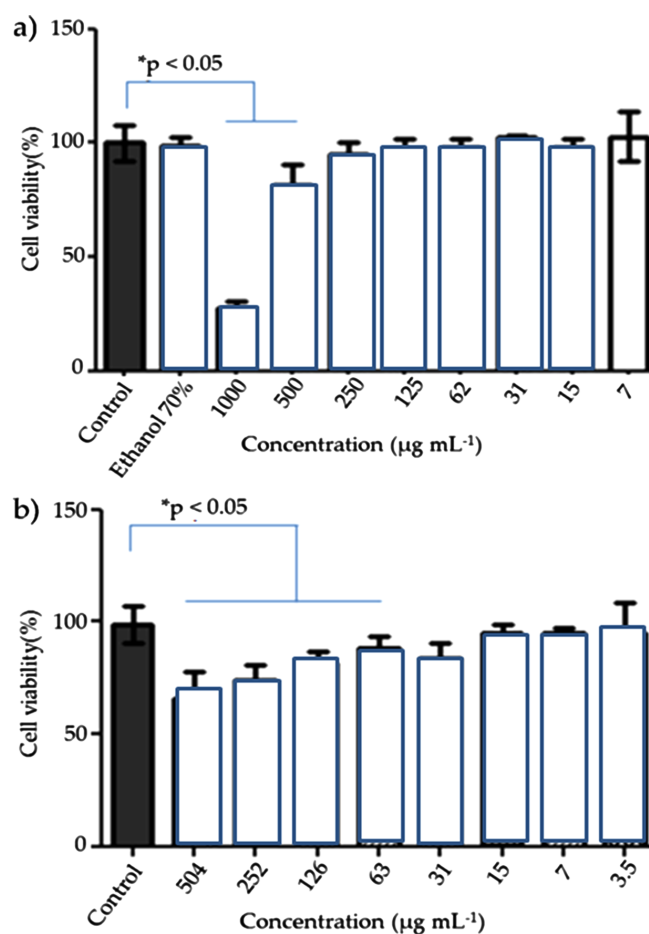 a)
150
*p < 0.05
100
50
0
Cell viability(%)
Control
Ethanol 70%
1000
500
250
125
62
31
15
7
Concentration (µg mL-1)
b)
150
*p < 0.05
100
50
0
Cell viability(%)
Control
504
252
126
63
31
15
7
3.5
Concentration (µg mL-1)